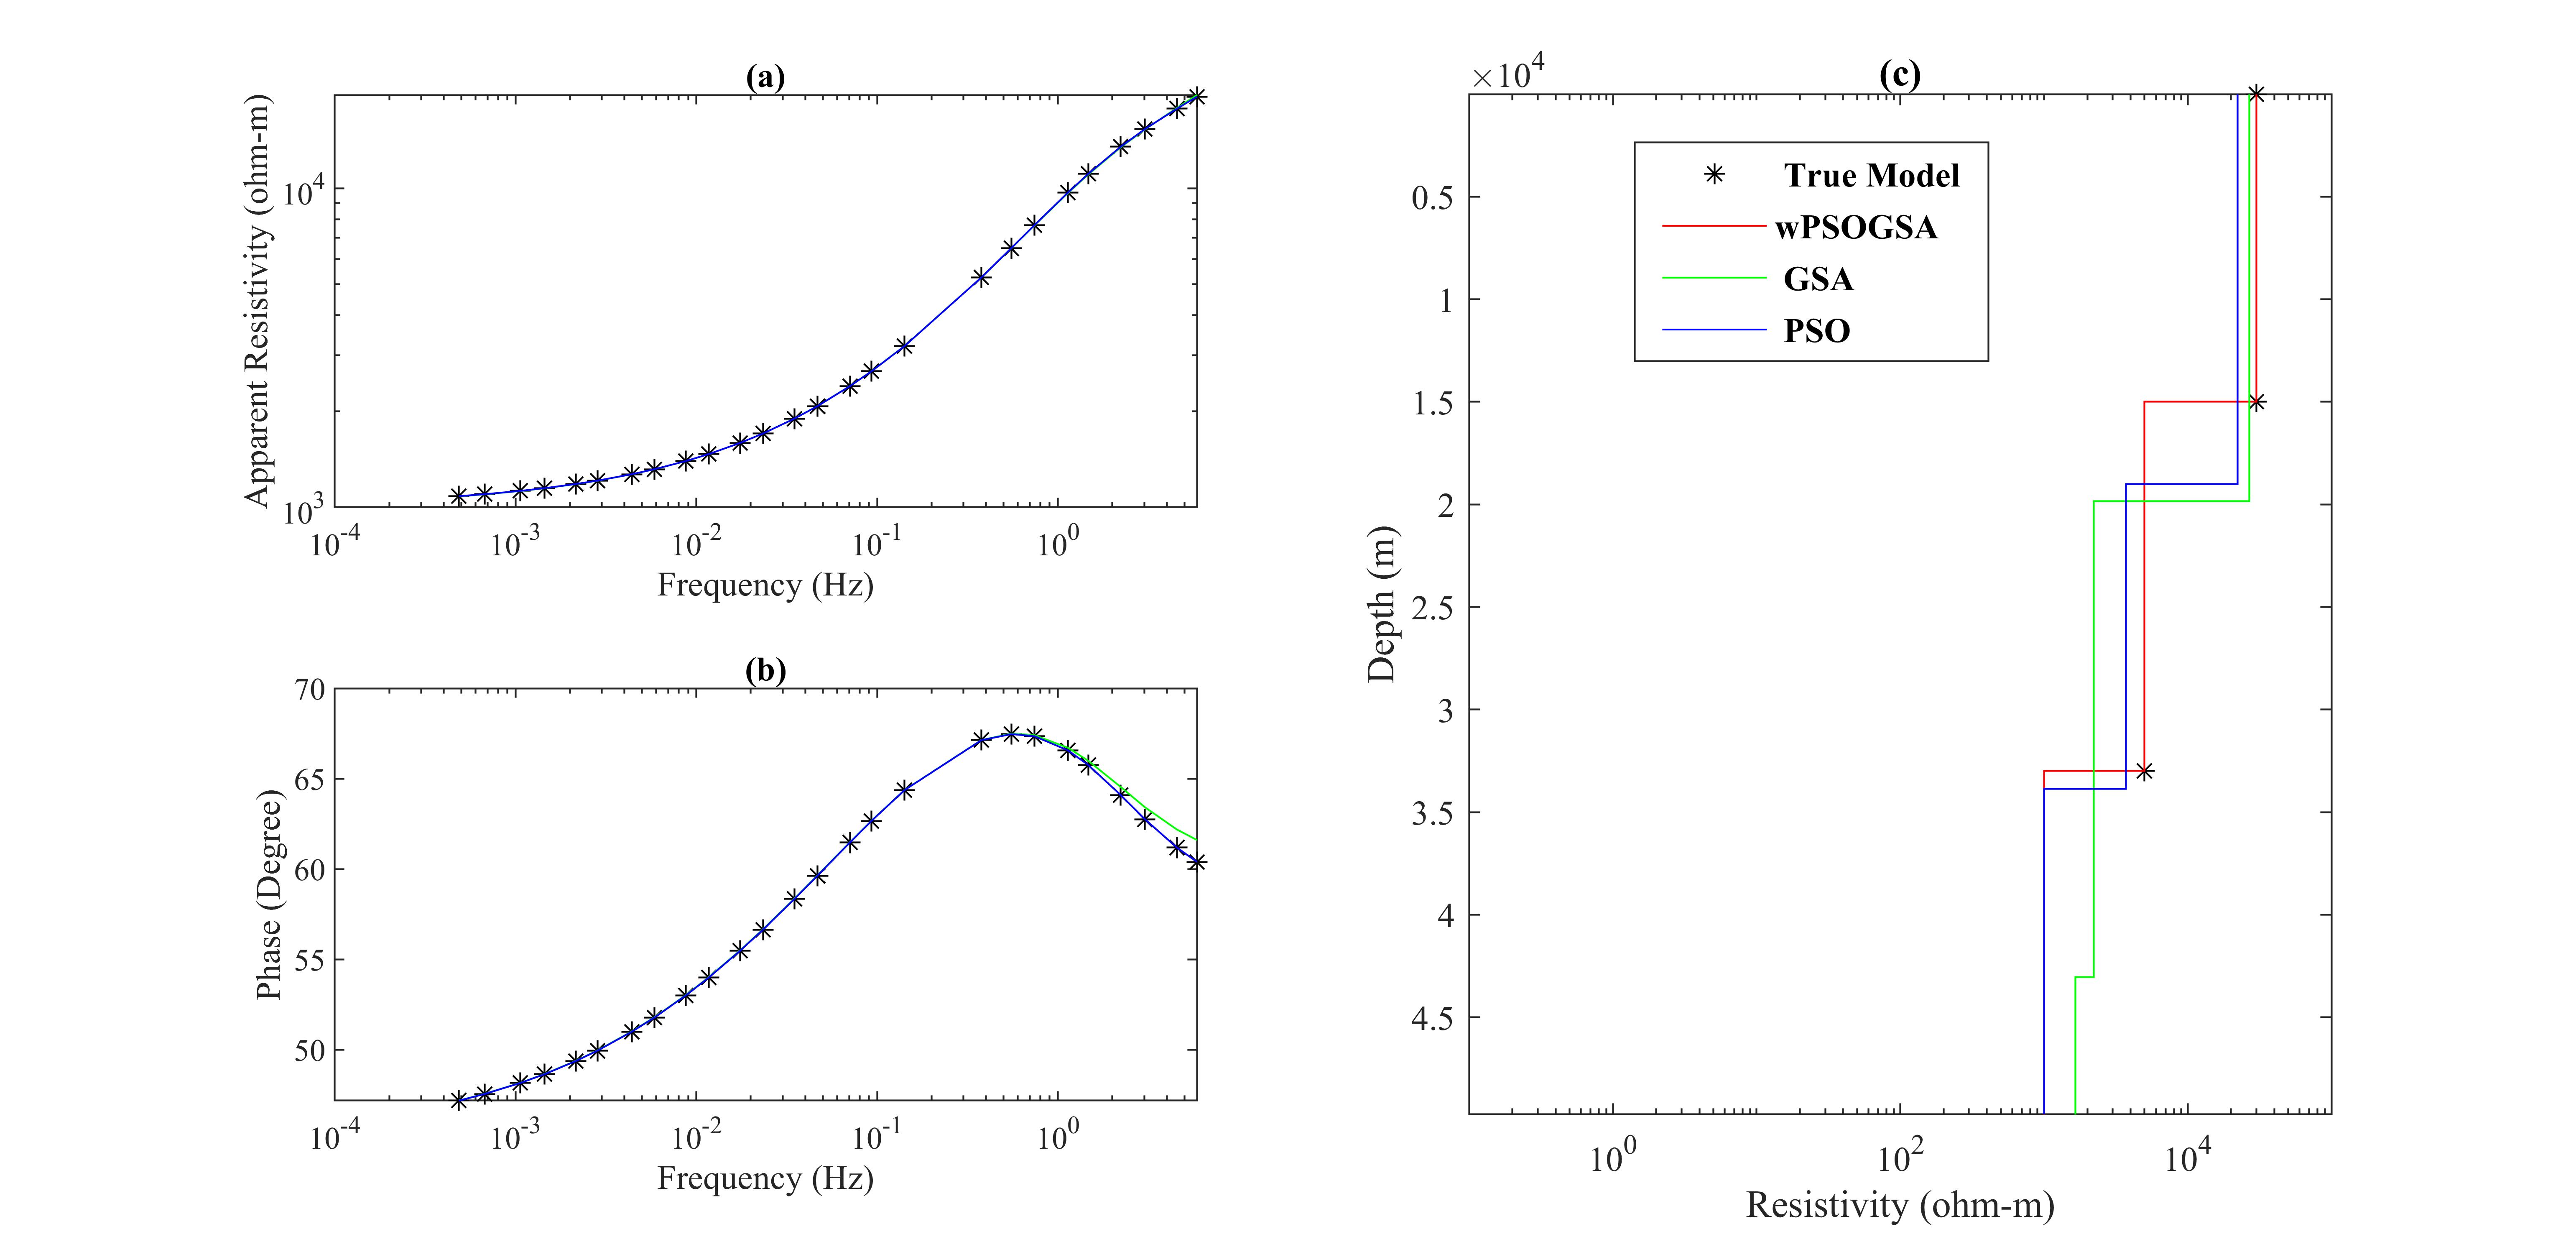 (a)
Apparent Resistivity (ohm-m)
10^4
10^3
10^-4 10^-3 10^-2 10^-1 10^0
Frequency (Hz)
(b)
Phase (Degree)
70
65
60
55
50
10^-4 10^-3 10^-2 10^-1 10^0
Frequency (Hz)
(c)
×10^4
True Model
wPSOGSA
GSA
PSO
Depth (m)
0.5
1
1.5
2
2.5
3
3.5
4
4.5
10^0 10^2 10^4
Resistivity (ohm-m)